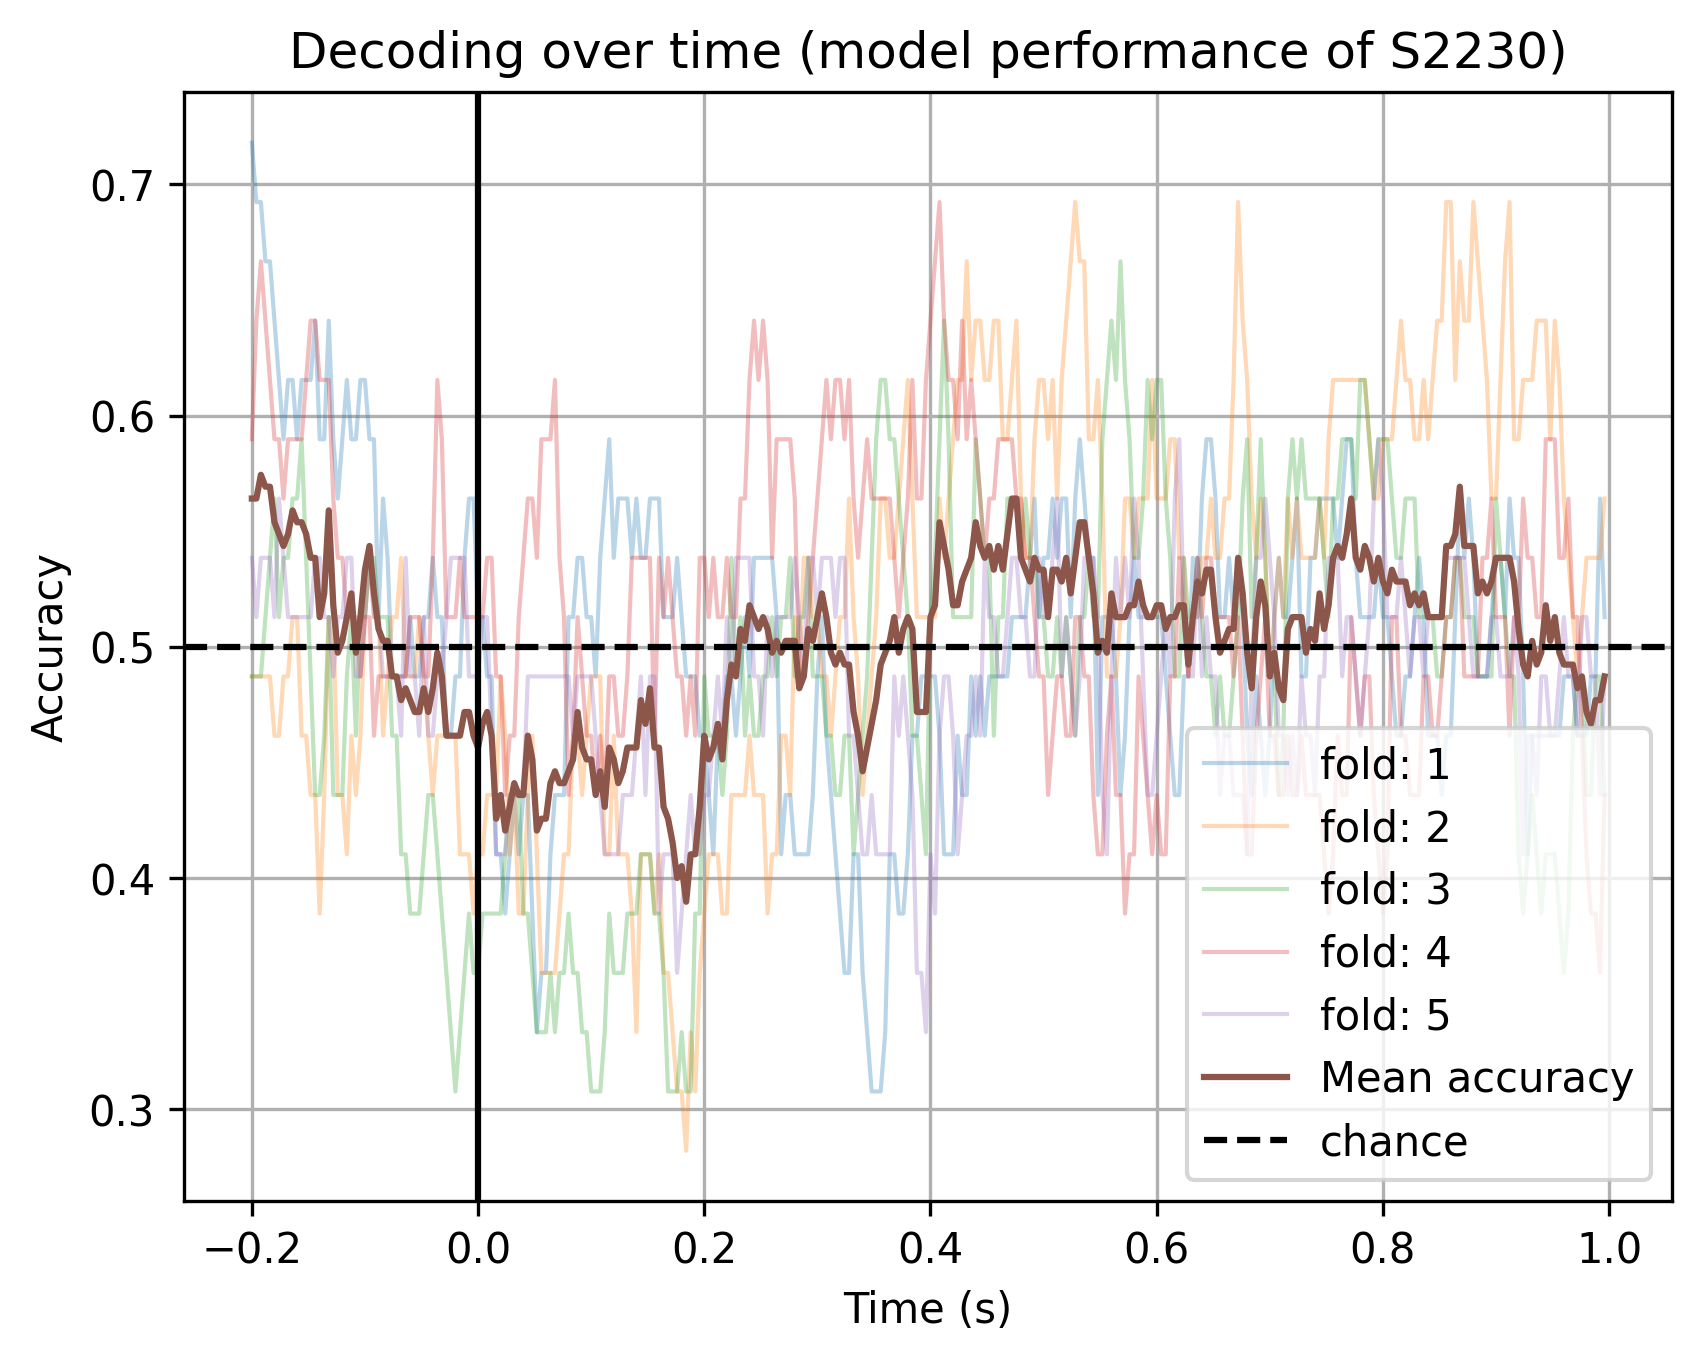 Decoding over time (model performance of S2230)
Accuracy
0.7
0.6
0.5
0.4
0.3
fold: 1
fold: 2
fold: 3
fold: 4
fold: 5
Mean accuracy
chance
−0.2 0.0 0.2 0.4 0.6 0.8 1.0
Time (s)